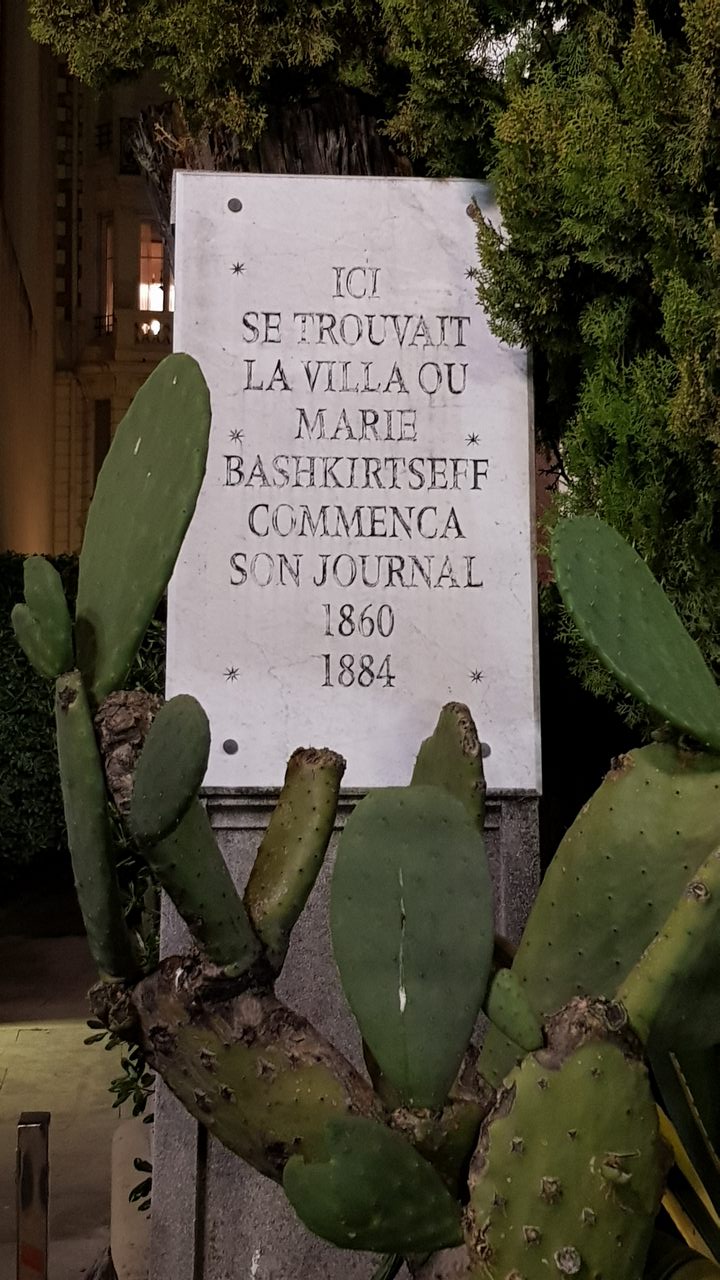 ICI
SE TROUVAIT
LA VILLA OU
MARIE
BASHKIRTSEFF
COMMENCA
SON JOURNAL
1860
1884